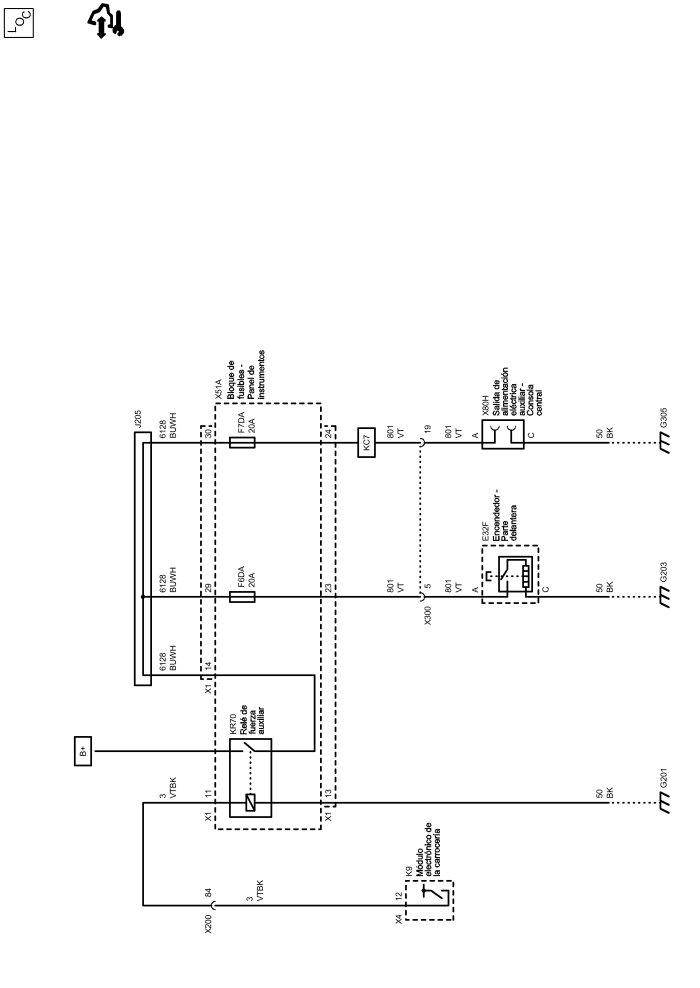 LOC
J205
6128
BUWH
6128
BUWH
6128
BUWH
X51A
Bloque de
fusibles -
Panel de
Instrumentos
30
F7DA
20A
24
KC7
801
VT
19
801
VT
A
X80H
Salida de
alimentación
eléctrica
auxiliar -
Consola
central
C
50
BK
G305
29
F6DA
20A
23
801
VT
5
X300
801
VT
A
E32F
Encendedor -
Parte
delantera
C
50
BK
G203
14
X1
B+
KR70
Relé de
fuerza
auxiliar
3
VTBK
11
X1
13
X1
50
BK
G201
84
X200
3
VTBK
12
X4
K9
Módulo
electrónico de
la carrocería